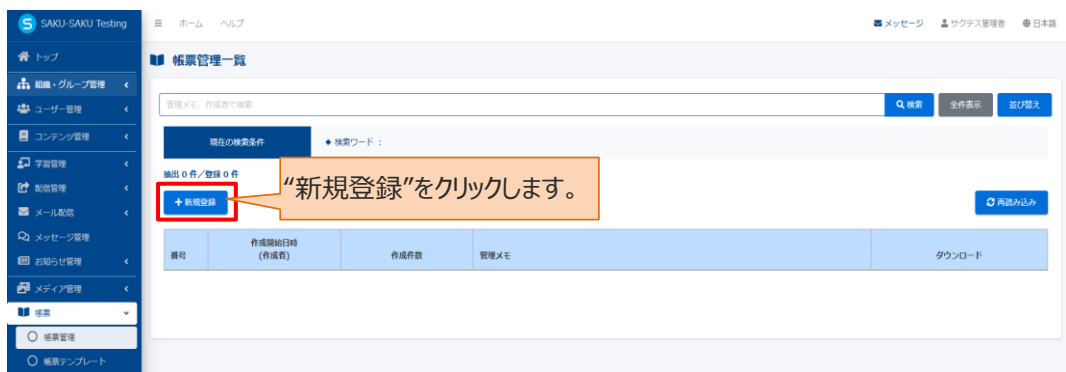 SAKU-SAKU Testing
ホーム ヘルプ
メッセージ サクテス管理者 日本語
トップ
組織・グループ管理
ユーザー管理
コンテンツ管理
学習管理
配信管理
メール配信
メッセージ管理
お知らせ管理
メディア管理
帳票
帳票管理
帳票テンプレート
帳票管理一覧
管理メモ、作成者で検索
検索 全件表示 並び替え
現在の検索条件 ◆ 検索ワード :
抽出 0 件／登録 0 件
“新規登録”をクリックします。
+ 新規登録
再読み込み
番号 作成開始日時 (作成者) 作成件数 管理メモ ダウンロード